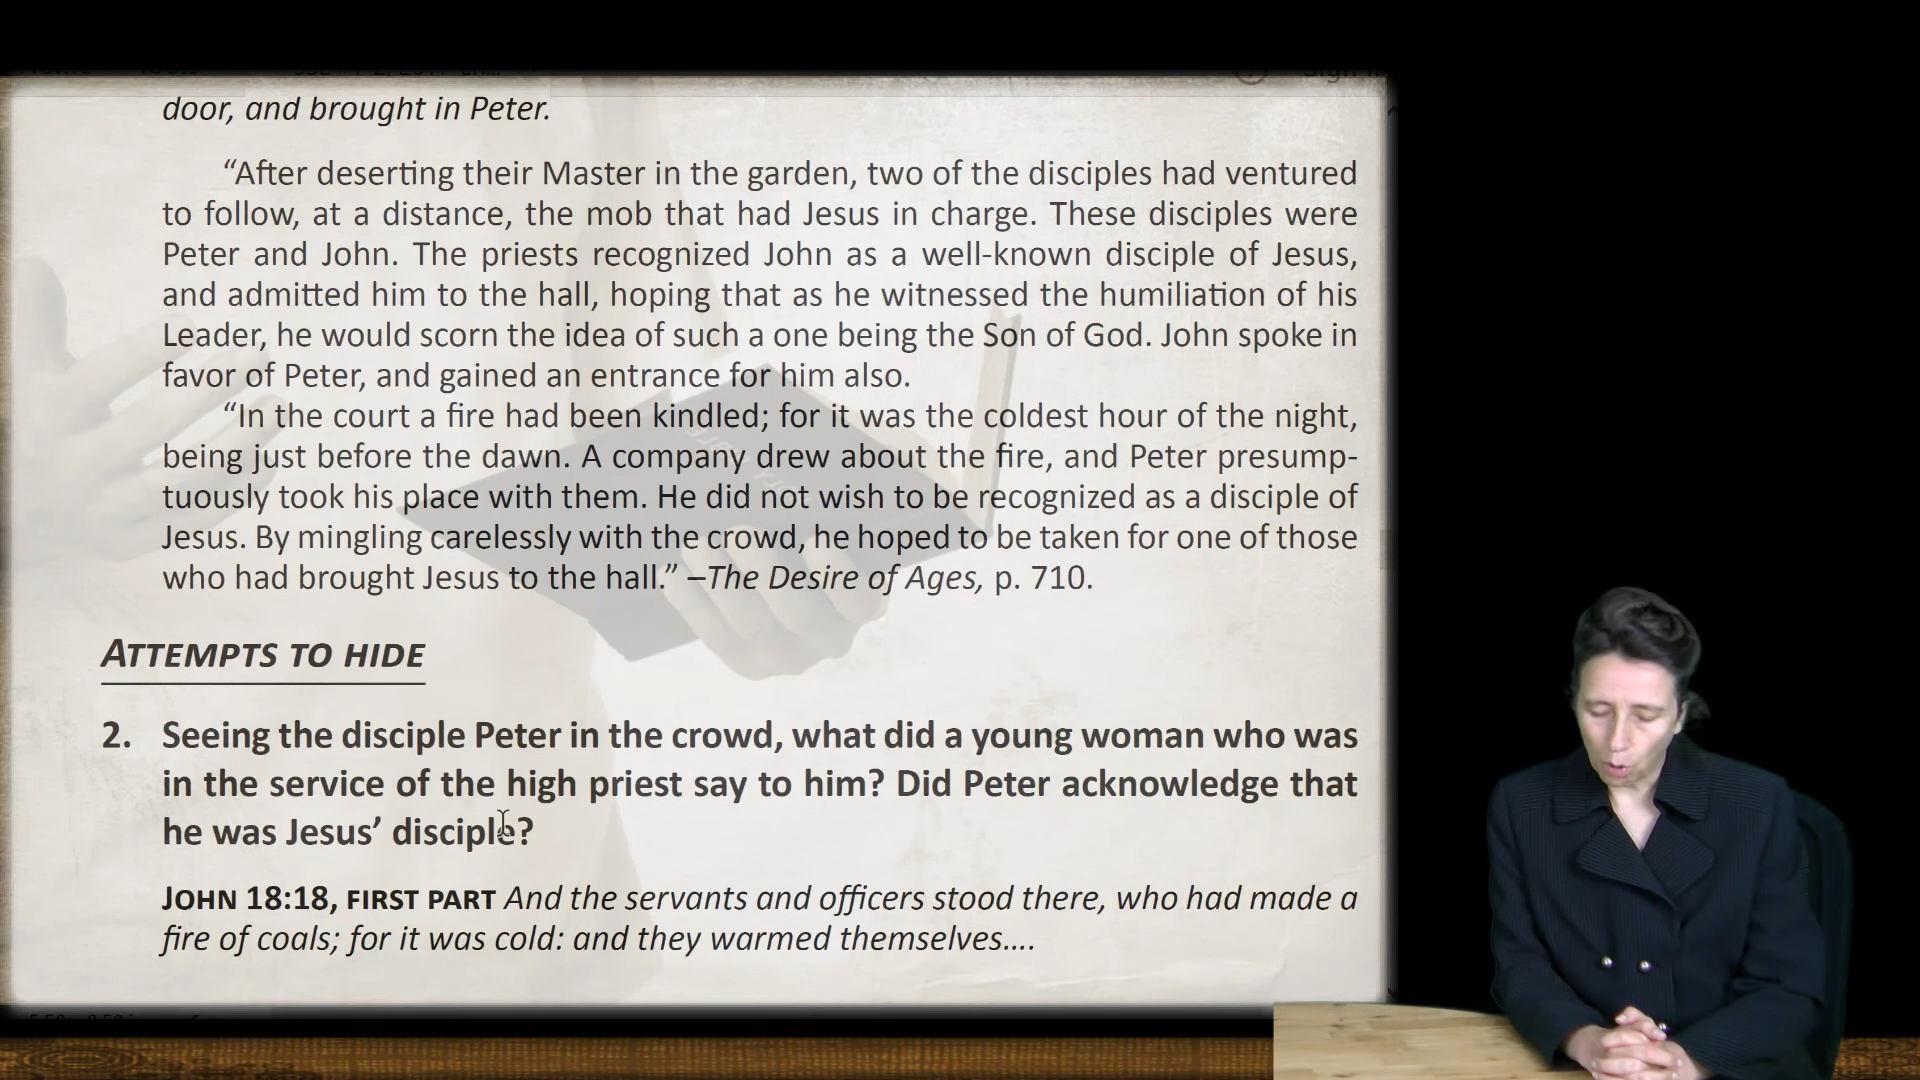 door, and brought in Peter.
“After deserting their Master in the garden, two of the disciples had ventured
to follow, at a distance, the mob that had Jesus in charge. These disciples were
Peter and John. The priests recognized John as a well-known disciple of Jesus,
and admitted him to the hall, hoping that as he witnessed the humiliation of his
Leader, he would scorn the idea of such a one being the Son of God. John spoke in
favor of Peter, and gained an entrance for him also.
“In the court a fire had been kindled; for it was the coldest hour of the night,
being just before the dawn. A company drew about the fire, and Peter presump-
tuously took his place with them. He did not wish to be recognized as a disciple of
Jesus. By mingling carelessly with the crowd, he hoped to be taken for one of those
who had brought Jesus to the hall.” –The Desire of Ages, p. 710.
ATTEMPTS TO HIDE
2. Seeing the disciple Peter in the crowd, what did a young woman who was
in the service of the high priest say to him? Did Peter acknowledge that
he was Jesus’ disciple?
JOHN 18:18, FIRST PART And the servants and officers stood there, who had made a
fire of coals; for it was cold: and they warmed themselves....